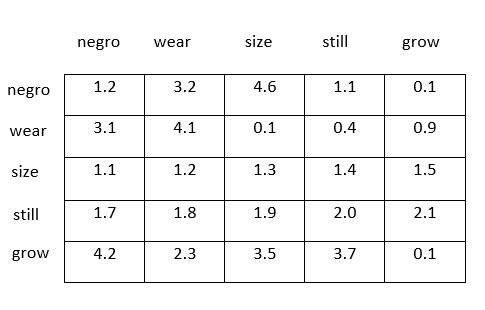 negro wear size still grow
negro 1.2 3.2 4.6 1.1 0.1
wear 3.1 4.1 0.1 0.4 0.9
size 1.1 1.2 1.3 1.4 1.5
still 1.7 1.8 1.9 2.0 2.1
grow 4.2 2.3 3.5 3.7 0.1